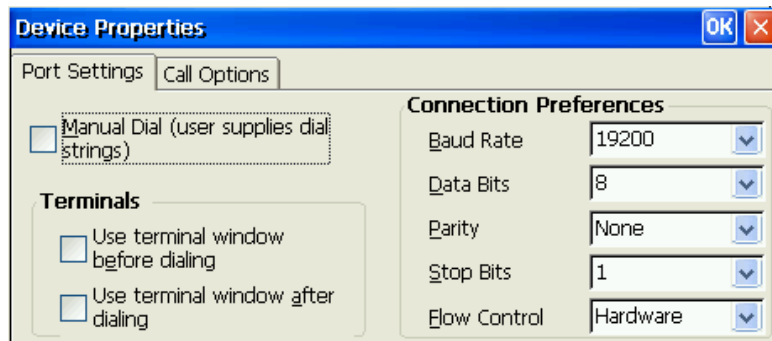 Device Properties
OK
Port Settings
Call Options
Manual Dial (user supplies dial
strings)
Terminals
Use terminal window
before dialing
Use terminal window after
dialing
Connection Preferences
Baud Rate 19200
Data Bits 8
Parity None
Stop Bits 1
Flow Control Hardware